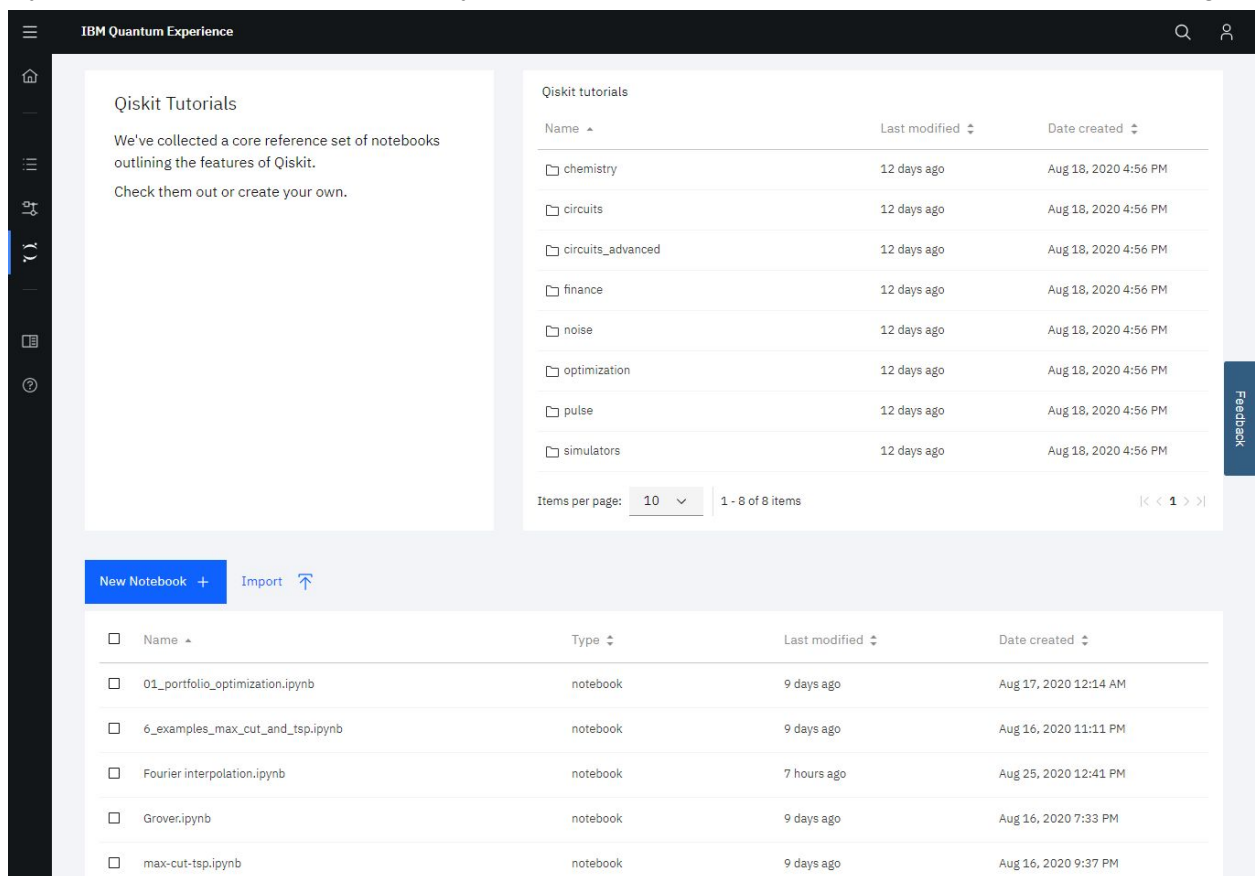 IBM Quantum Experience
Qiskit Tutorials
We've collected a core reference set of notebooks
outlining the features of Qiskit.
Check them out or create your own.
Qiskit tutorials
Name Last modified Date created
chemistry 12 days ago Aug 18, 2020 4:56 PM
circuits 12 days ago Aug 18, 2020 4:56 PM
circuits_advanced 12 days ago Aug 18, 2020 4:56 PM
finance 12 days ago Aug 18, 2020 4:56 PM
noise 12 days ago Aug 18, 2020 4:56 PM
optimization 12 days ago Aug 18, 2020 4:56 PM
pulse 12 days ago Aug 18, 2020 4:56 PM
simulators 12 days ago Aug 18, 2020 4:56 PM
Items per page: 10 1 - 8 of 8 items 1
Feedback
New Notebook + Import
Name Type Last modified Date created
01_portfolio_optimization.ipynb notebook 9 days ago Aug 17, 2020 12:14 AM
6_examples_max_cut_and_tsp.ipynb notebook 9 days ago Aug 16, 2020 11:11 PM
Fourier interpolation.ipynb notebook 7 hours ago Aug 25, 2020 12:41 PM
Grover.ipynb notebook 9 days ago Aug 16, 2020 7:33 PM
max-cut-tsp.ipynb notebook 9 days ago Aug 16, 2020 9:37 PM